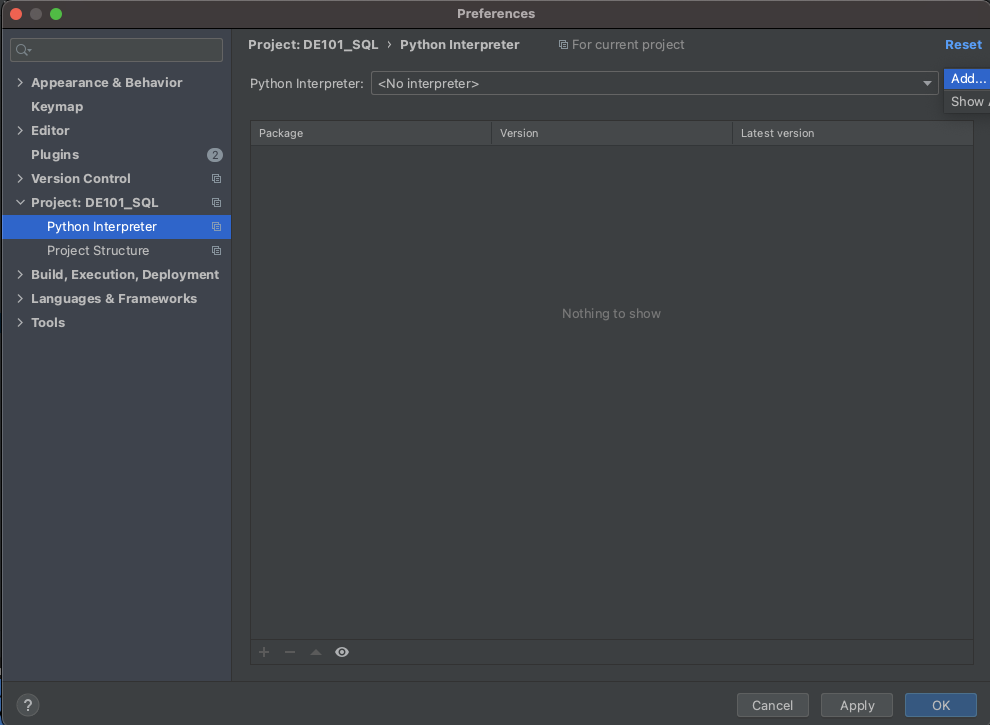 Preferences
Project: DE101_SQL › Python Interpreter
For current project
Reset
Appearance & Behavior
Keymap
Editor
Plugins
2
Version Control
Project: DE101_SQL
Python Interpreter
Project Structure
Build, Execution, Deployment
Languages & Frameworks
Tools
Python Interpreter:
<No interpreter>
Add...
Show
Package
Version
Latest version
Nothing to show
?
Cancel
Apply
OK